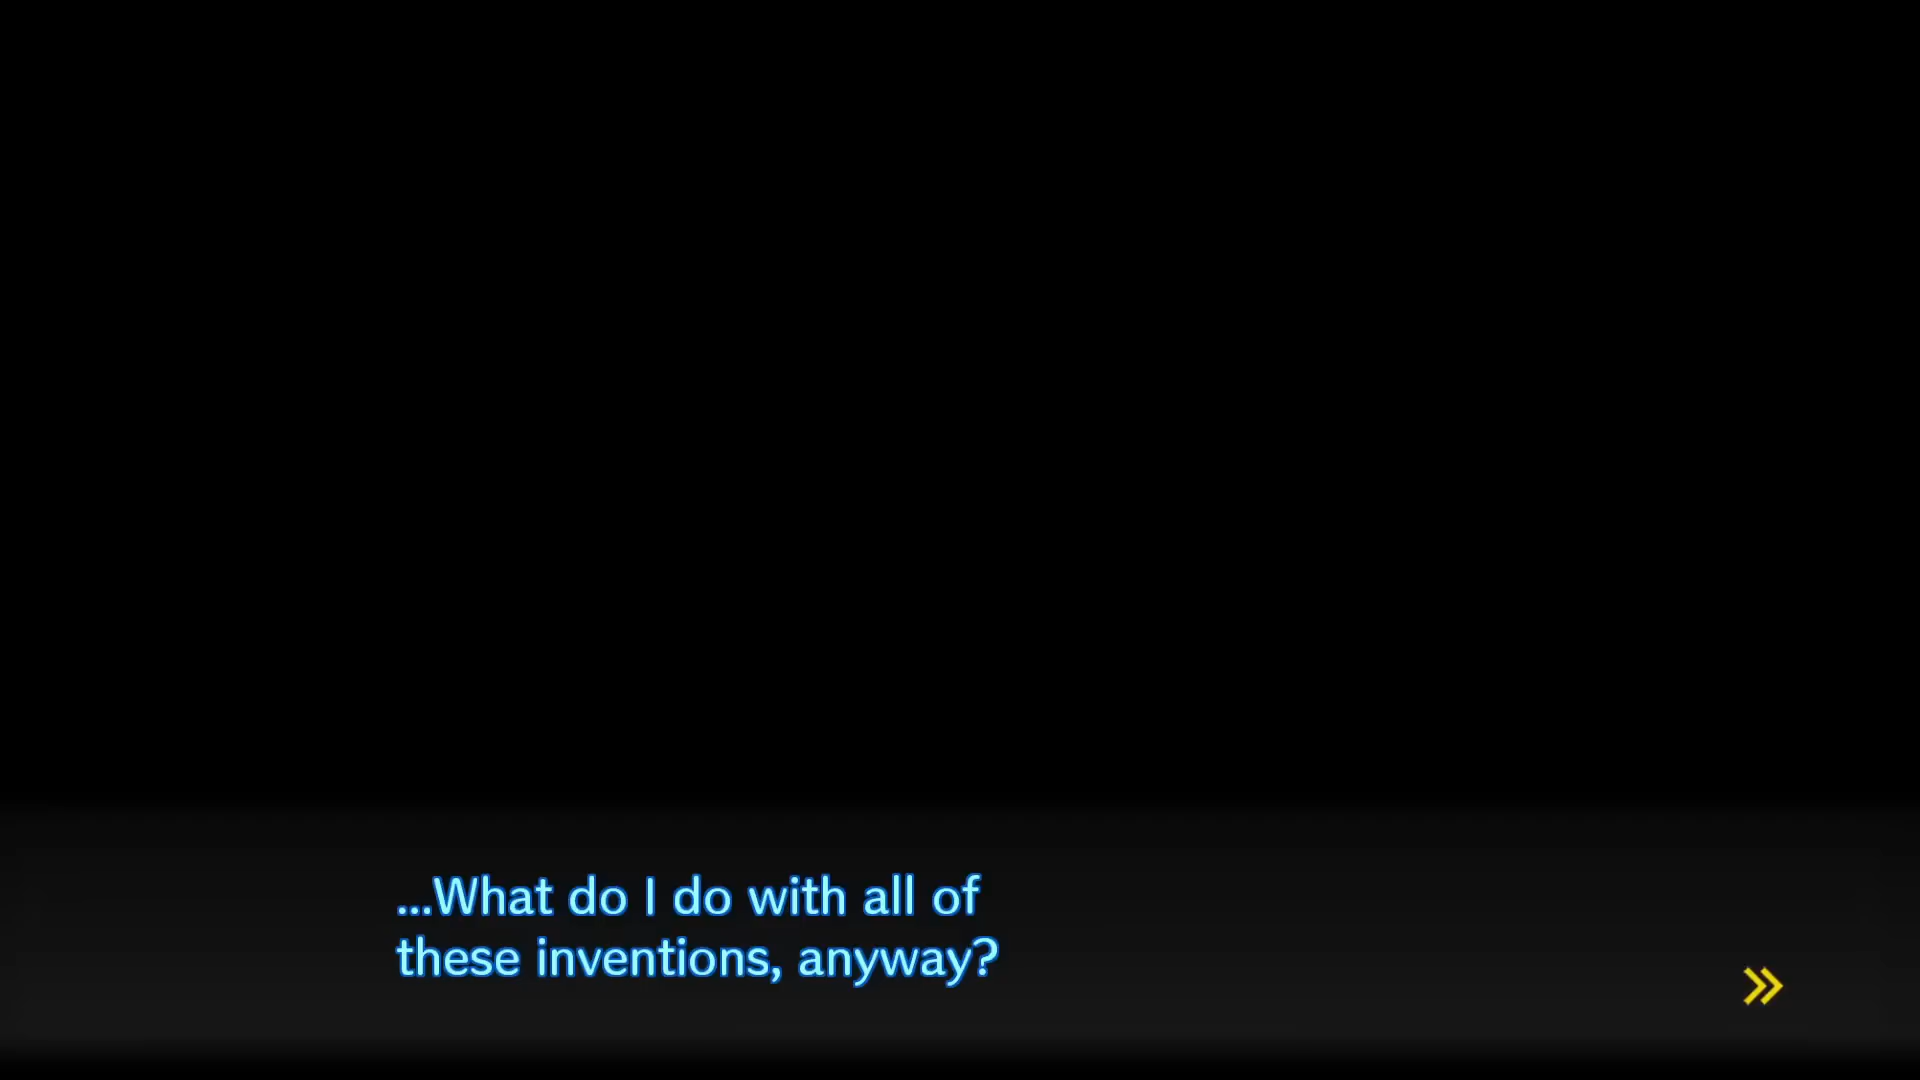 ...What do I do with all of
these inventions, anyway?